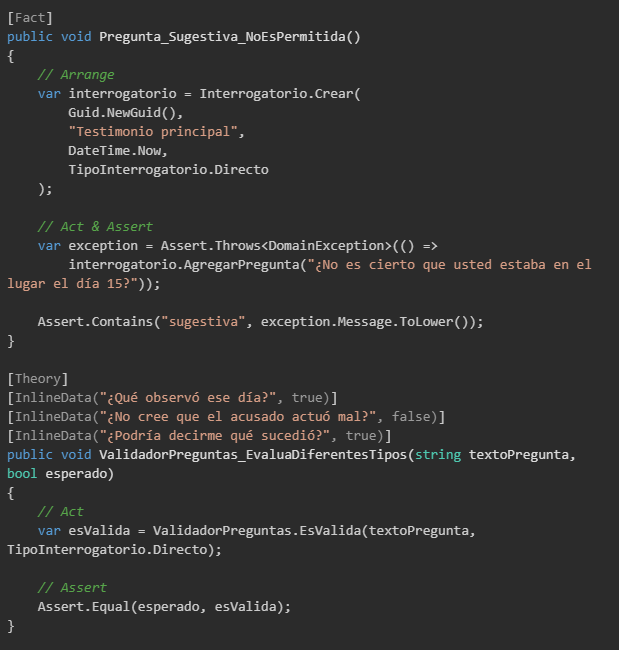 [Fact]
public void Pregunta_Sugestiva_NoEsPermitida()
{
    // Arrange
    var interrogatorio = Interrogatorio.Crear(
        Guid.NewGuid(),
        "Testimonio principal",
        DateTime.Now,
        TipoInterrogatorio.Directo
    );

    // Act & Assert
    var exception = Assert.Throws<DomainException>(() =>
        interrogatorio.AgregarPregunta("¿No es cierto que usted estaba en el
lugar el día 15?"));

    Assert.Contains("sugestiva", exception.Message.ToLower());
}

[Theory]
[InlineData("¿Qué observó ese día?", true)]
[InlineData("¿No cree que el acusado actuó mal?", false)]
[InlineData("¿Podría decirme qué sucedió?", true)]
public void ValidadorPreguntas_EvaluaDiferentesTipos(string textoPregunta,
bool esperado)
{
    // Act
    var esValida = ValidadorPreguntas.EsValida(textoPregunta,
TipoInterrogatorio.Directo);

    // Assert
    Assert.Equal(esperado, esValida);
}